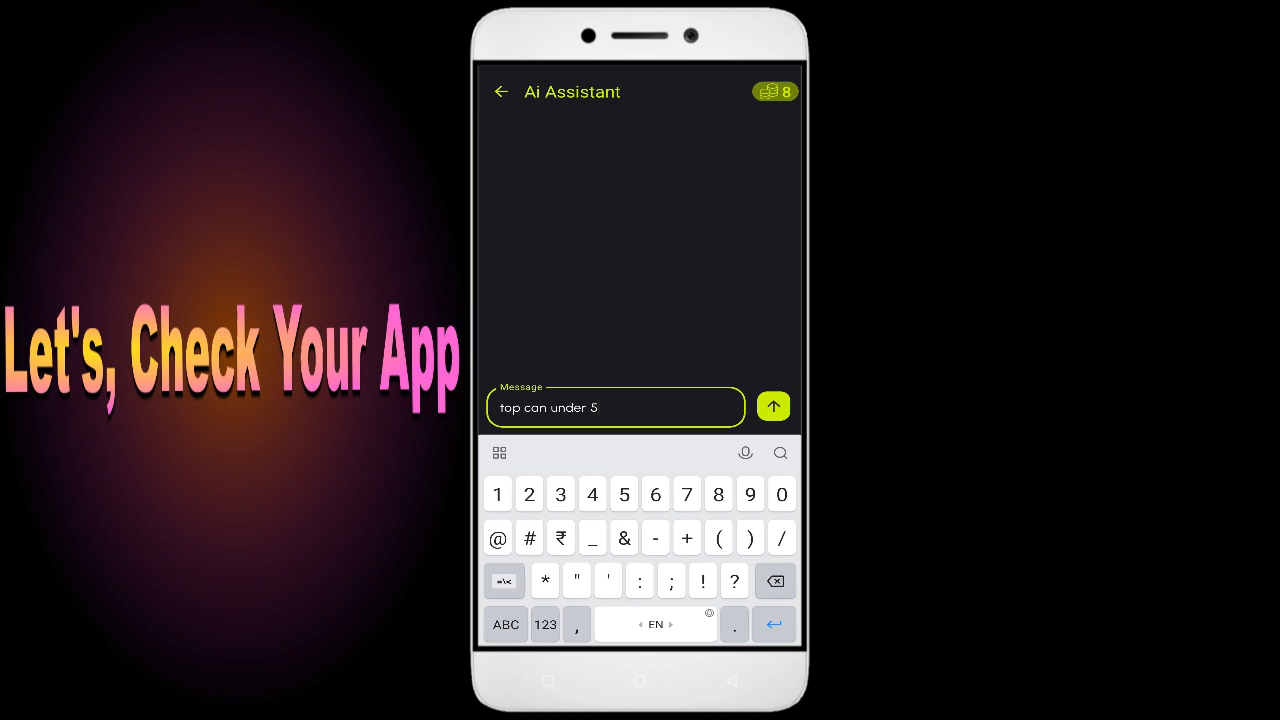 Let's, Check Your App
Ai Assistant
8
Message
top can under 5
1 2 3 4 5 6 7 8 9 0
@ # ₹ _ & - + ( ) /
=\< * " ' : ; ! ?
ABC 123 , EN .